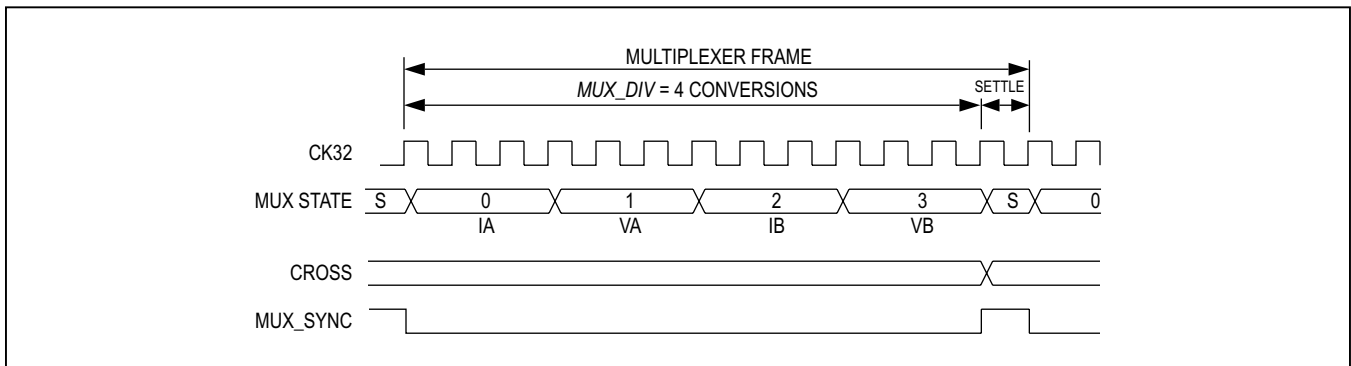 MULTIPLEXER FRAME
MUX_DIV = 4 CONVERSIONS SETTLE
CK32
MUX STATE S 0 1 2 3 S 0
IA VA IB VB
CROSS
MUX_SYNC